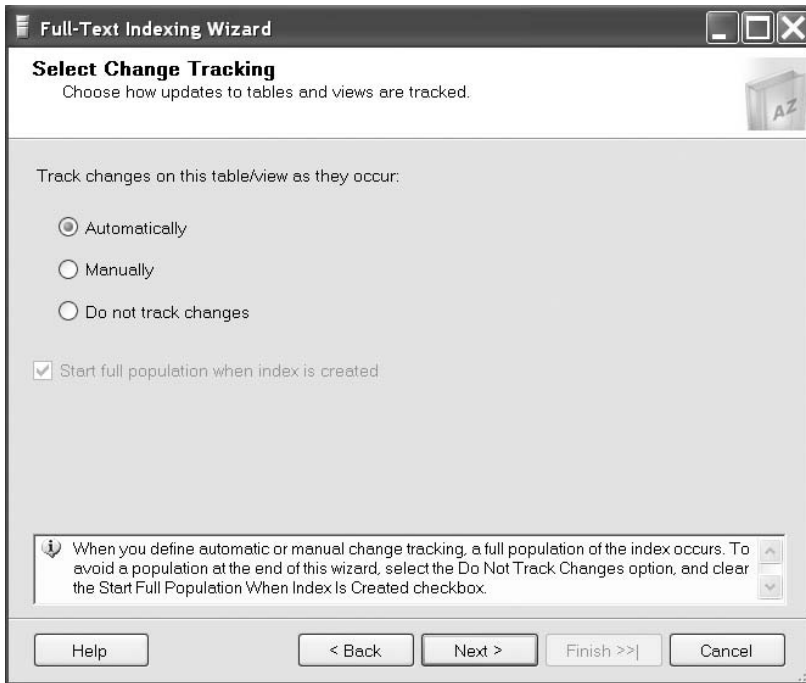 Full-Text Indexing Wizard
Select Change Tracking
Choose how updates to tables and views are tracked.
AZ
Track changes on this table/view as they occur:
Automatically
Manually
Do not track changes
Start full population when index is created
When you define automatic or manual change tracking, a full population of the index occurs. To
avoid a population at the end of this wizard, select the Do Not Track Changes option, and clear
the Start Full Population When Index Is Created checkbox.
Help
< Back
Next >
Finish >>|
Cancel